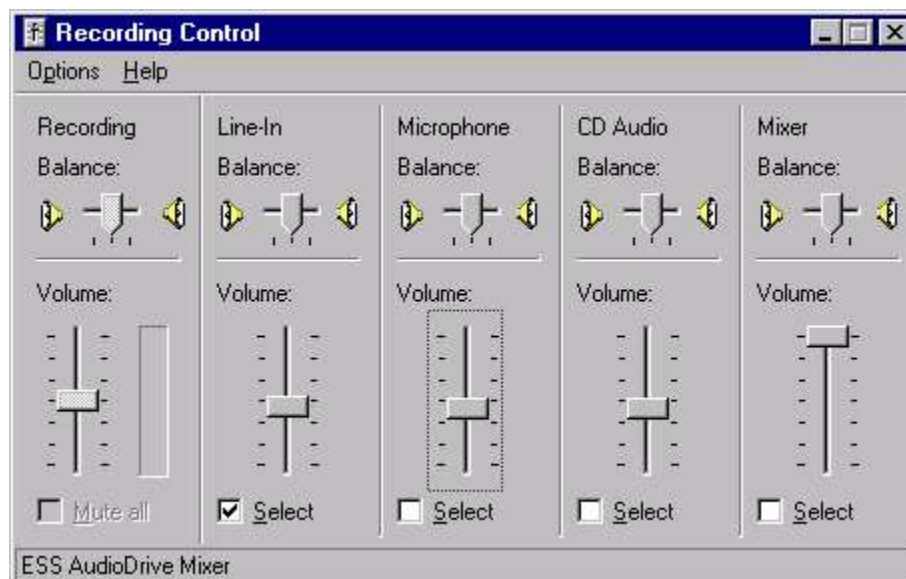 Recording Control
Options Help
Recording Line-In Microphone CD Audio Mixer
Balance: Balance: Balance: Balance: Balance:
Volume: Volume: Volume: Volume: Volume:
Mute all Select Select Select Select
ESS AudioDrive Mixer